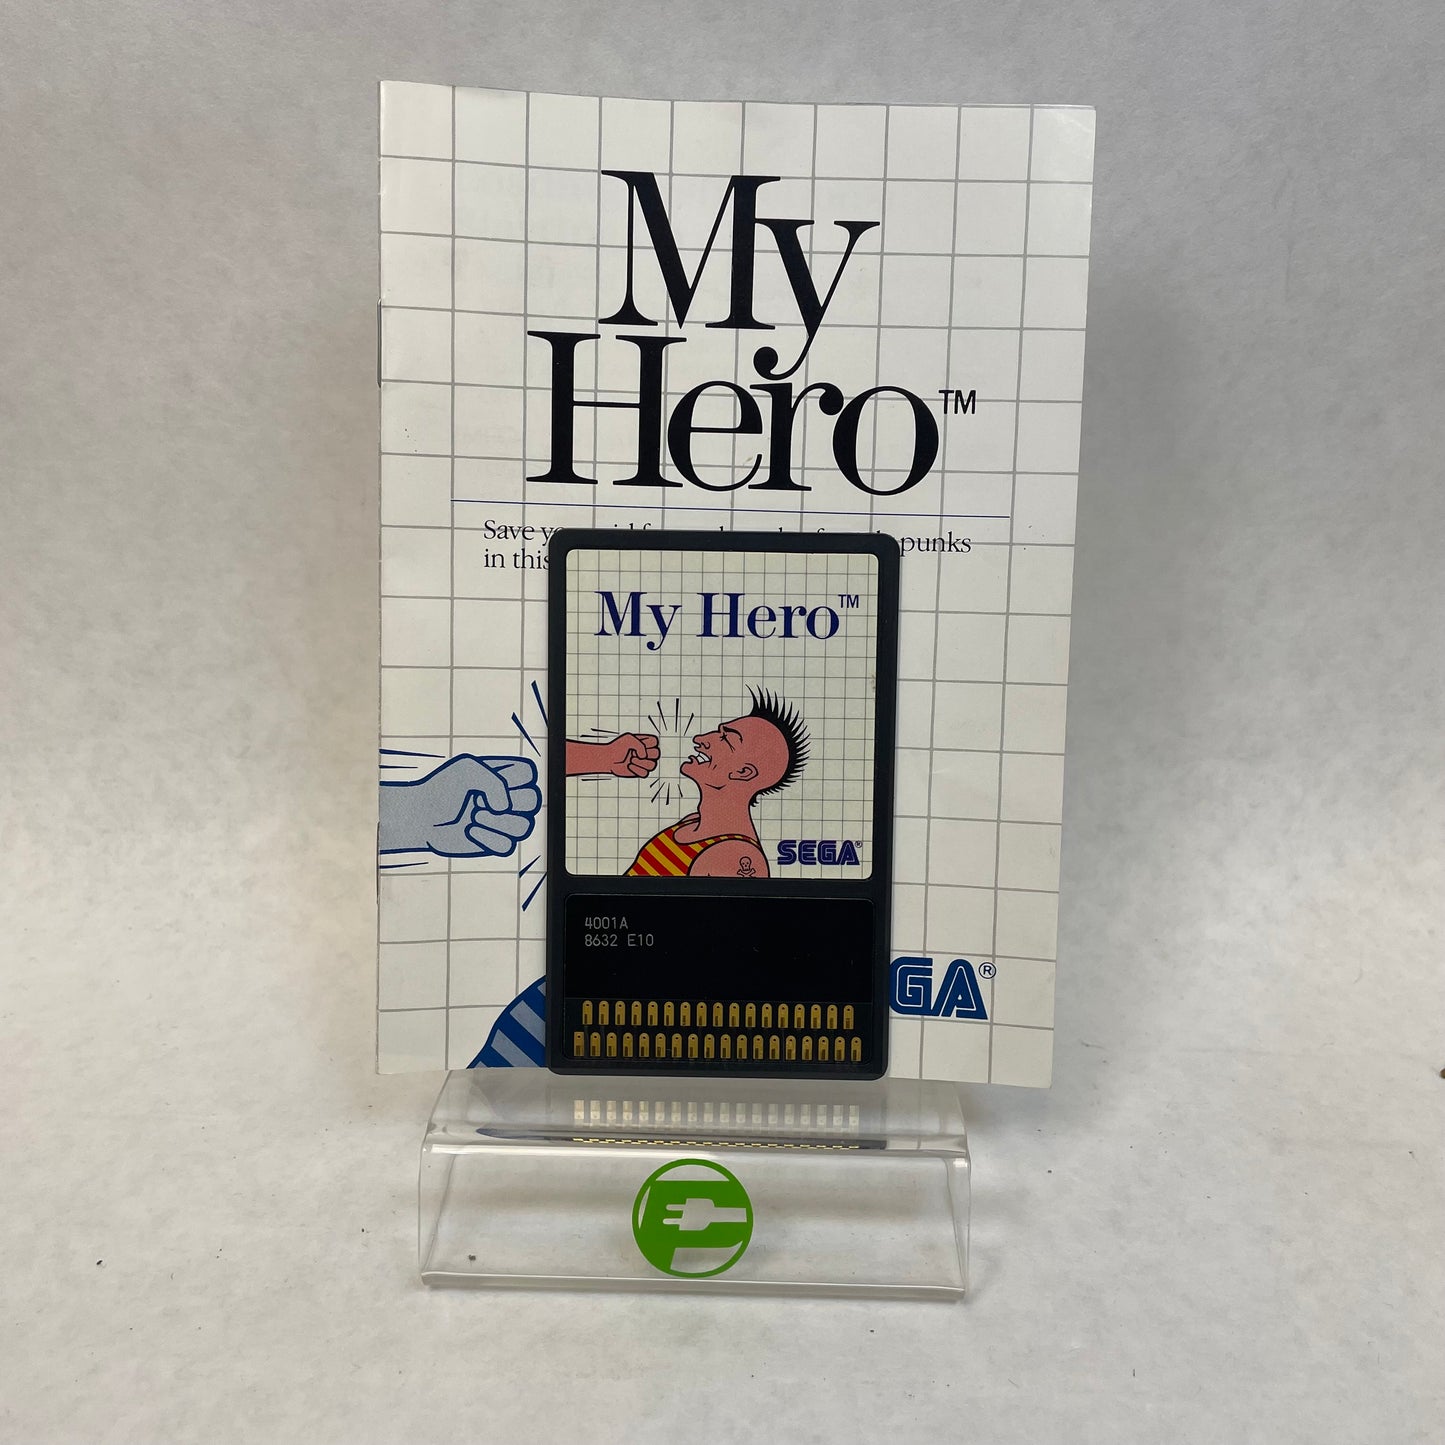 My
Hero™
Save
punks
in this
My Hero™
SEGA®
4001A
8632 E10
GA®